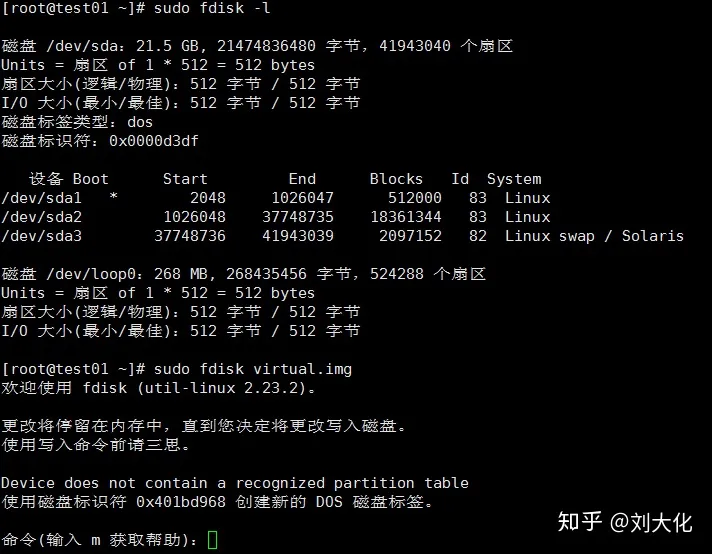 [root@test01 ~]# sudo fdisk -l
磁盘 /dev/sda：21.5 GB, 21474836480 字节，41943040 个扇区
Units = 扇区 of 1 * 512 = 512 bytes
扇区大小(逻辑/物理)：512 字节 / 512 字节
I/O 大小(最小/最佳)：512 字节 / 512 字节
磁盘标签类型：dos
磁盘标识符：0x0000d3df
设备 Boot      Start         End      Blocks   Id  System
/dev/sda1   *        2048     1026047      512000   83  Linux
/dev/sda2         1026048    37748735    18361344   83  Linux
/dev/sda3        37748736    41943039     2097152   82  Linux swap / Solaris
磁盘 /dev/loop0：268 MB, 268435456 字节，524288 个扇区
Units = 扇区 of 1 * 512 = 512 bytes
扇区大小(逻辑/物理)：512 字节 / 512 字节
I/O 大小(最小/最佳)：512 字节 / 512 字节
[root@test01 ~]# sudo fdisk virtual.img
欢迎使用 fdisk (util-linux 2.23.2)。
更改将停留在内存中，直到您决定将更改写入磁盘。
使用写入命令前请三思。
Device does not contain a recognized partition table
使用磁盘标识符 0x401bd968 创建新的 DOS 磁盘标签。
命令(输入 m 获取帮助)：
知乎 @刘大化